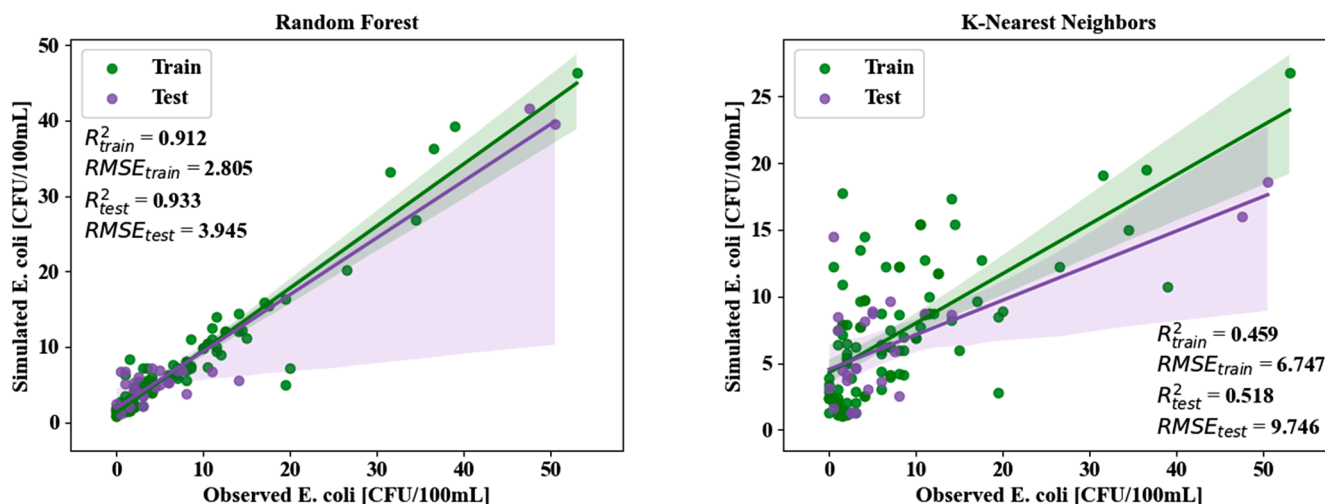 Random Forest
50
40
30
20
10
0
Simulated E. coli [CFU/100mL]
Train
Test
R²train = 0.912
RMSEtrain = 2.805
R²test = 0.933
RMSEtest = 3.945
0 10 20 30 40 50
Observed E. coli [CFU/100mL]
K-Nearest Neighbors
25
20
15
10
5
0
Simulated E. coli [CFU/100mL]
Train
Test
R²train = 0.459
RMSEtrain = 6.747
R²test = 0.518
RMSEtest = 9.746
0 10 20 30 40 50
Observed E. coli [CFU/100mL]